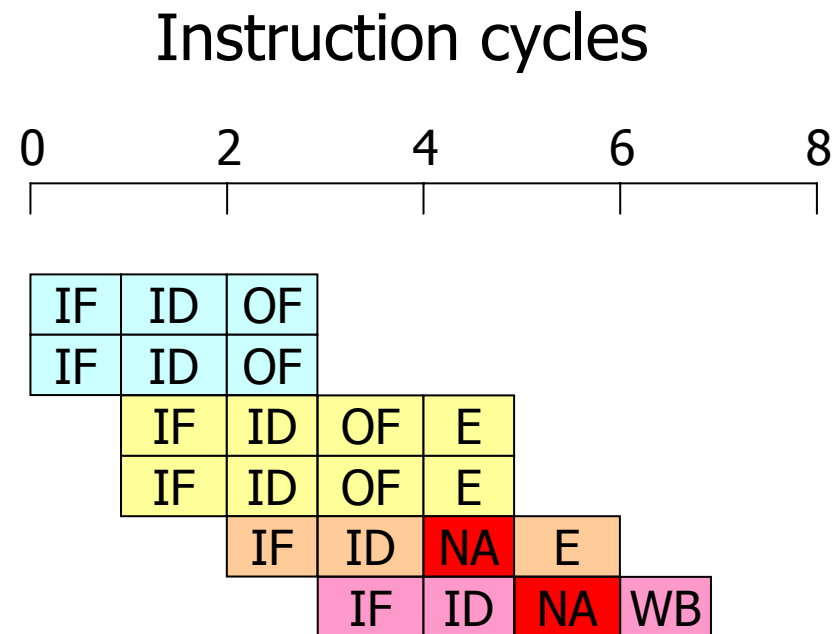 Instruction cycles
0 2 4 6 8
IF ID OF
IF ID OF
IF ID OF E
IF ID OF E
IF ID NA E
IF ID NA WB